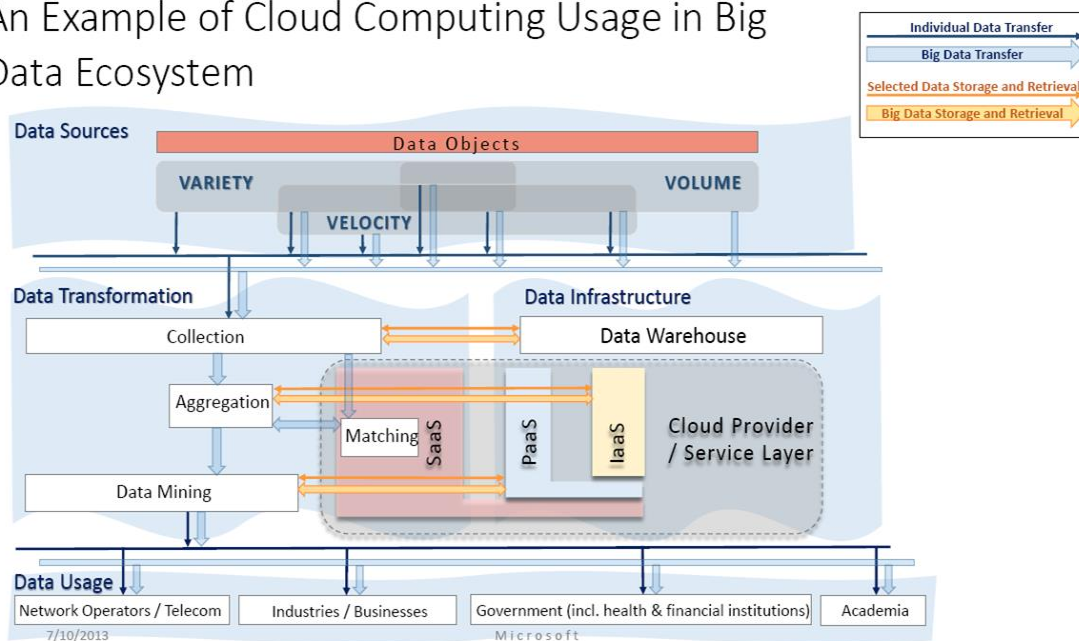 An Example of Cloud Computing Usage in Big
Data Ecosystem
Individual Data Transfer
Big Data Transfer
Selected Data Storage and Retrieval
Big Data Storage and Retrieval
Data Sources
Data Objects
VARIETY
VOLUME
VELOCITY
Data Transformation
Data Infrastructure
Collection
Data Warehouse
Aggregation
Matching
SaaS
PaaS
IaaS
Cloud Provider
/ Service Layer
Data Mining
Data Usage
Network Operators / Telecom
Industries / Businesses
Government (incl. health & financial institutions)
Academia
7/10/2013
Microsoft